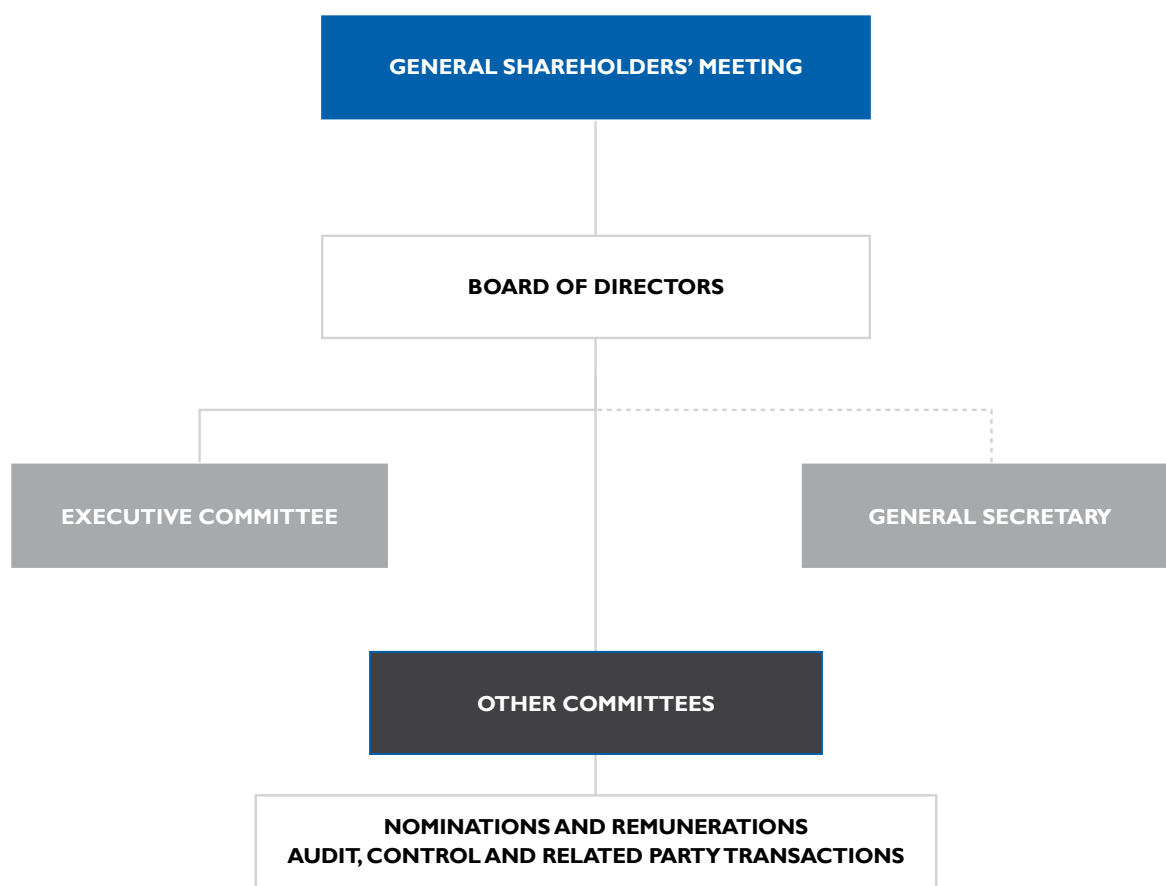 GENERAL SHAREHOLDERS’ MEETING
BOARD OF DIRECTORS
EXECUTIVE COMMITTEE
GENERAL SECRETARY
OTHER COMMITTEES
NOMINATIONS AND REMUNERATIONS
AUDIT, CONTROL AND RELATED PARTY TRANSACTIONS